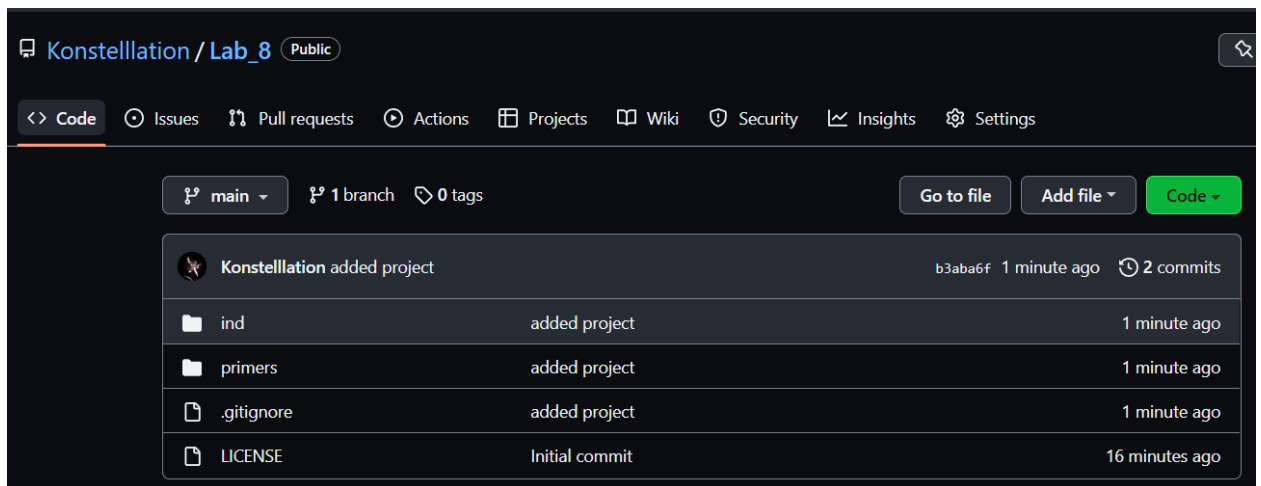 Konstelllation / Lab_8 Public
Code Issues Pull requests Actions Projects Wiki Security Insights Settings
main 1 branch 0 tags Go to file Add file Code
Konstelllation added project b3aba6f 1 minute ago 2 commits
ind added project 1 minute ago
primers added project 1 minute ago
.gitignore added project 1 minute ago
LICENSE Initial commit 16 minutes ago